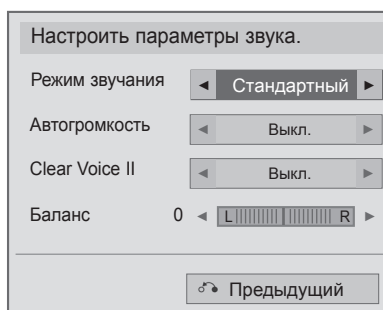 Настроить параметры звука.
Режим звучания ◄ Стандартный ►
Автогромкость ◄ Выкл. ►
Clear Voice II ◄ Выкл. ►
Баланс 0 ◄ L R ►
Предыдущий